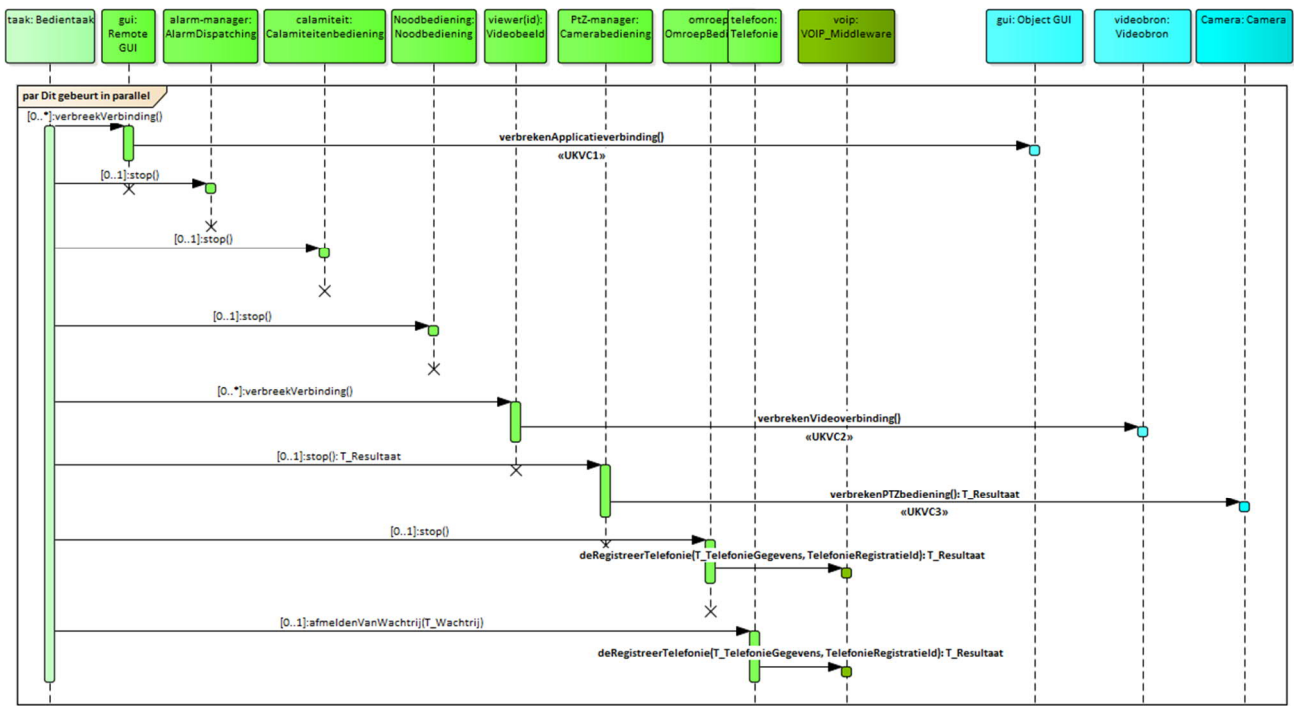 taak: Bedientaak
gui:
Remote
GUI
alarm-manager:
AlarmDispatching
calamiteit:
Calamiteitenbediening
Noodbediening:
Noodbediening
viewer(id):
Videobeeld
PtZ-manager:
Camerabediening
omroep
OmroepBedi
telefoon:
Telefonie
voip:
VOIP_Middleware
gui: Object GUI
videobron:
Videobron
Camera: Camera
par Dit gebeurt in parallel
[0..*]:verbreekVerbinding()
verbrekenApplicatieverbinding()
«UKVC1»
[0..1]:stop()
[0..1]:stop()
[0..1]:stop()
[0..*]:verbreekVerbinding()
verbrekenVideoverbinding()
«UKVC2»
[0..1]:stop(): T_Resultaat
verbrekenPTZbediening(): T_Resultaat
«UKVC3»
[0..1]:stop()
deRegistreerTelefonie(T_TelefonieGegevens, TelefonieRegistratieId): T_Resultaat
[0..1]:afmeldenVanWachtrij(T_Wachtrij)
deRegistreerTelefonie(T_TelefonieGegevens, TelefonieRegistratieId): T_Resultaat